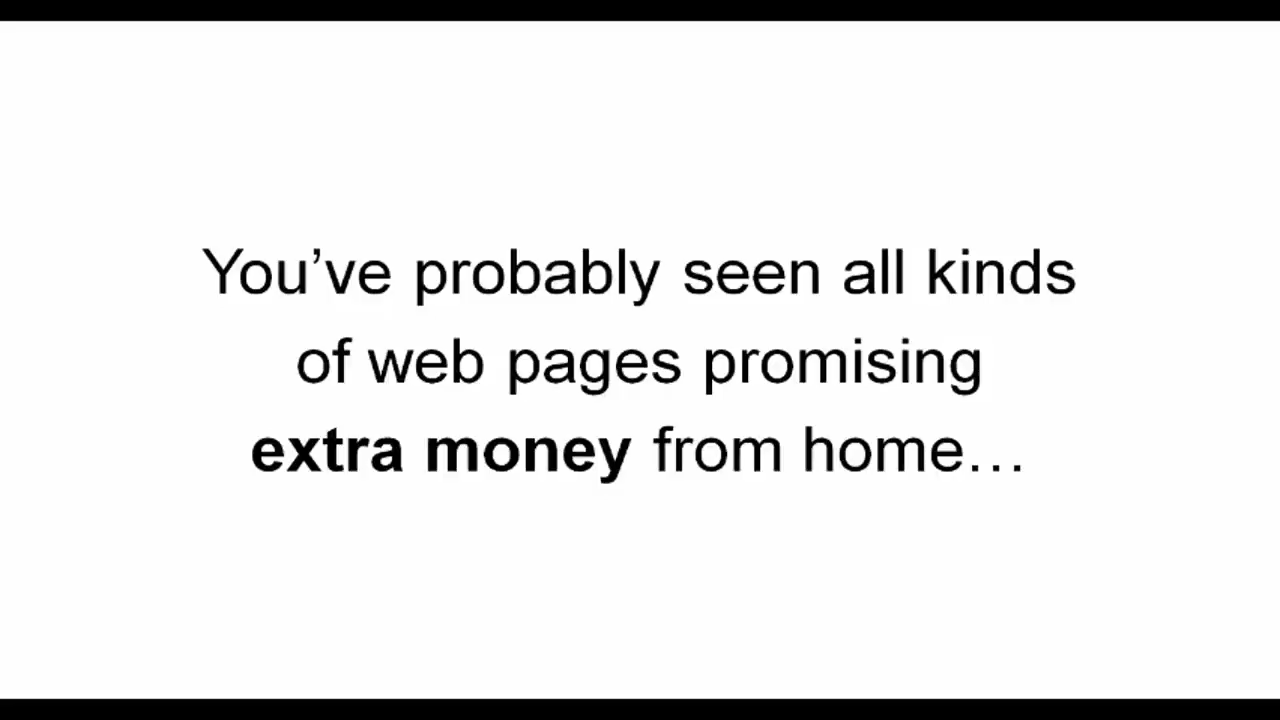 You’ve probably seen all kinds
of web pages promising
extra money from home…